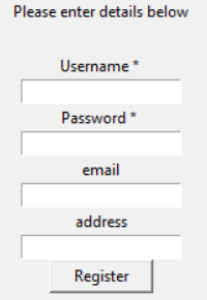 Please enter details below
Username *
Password *
email
address
Register